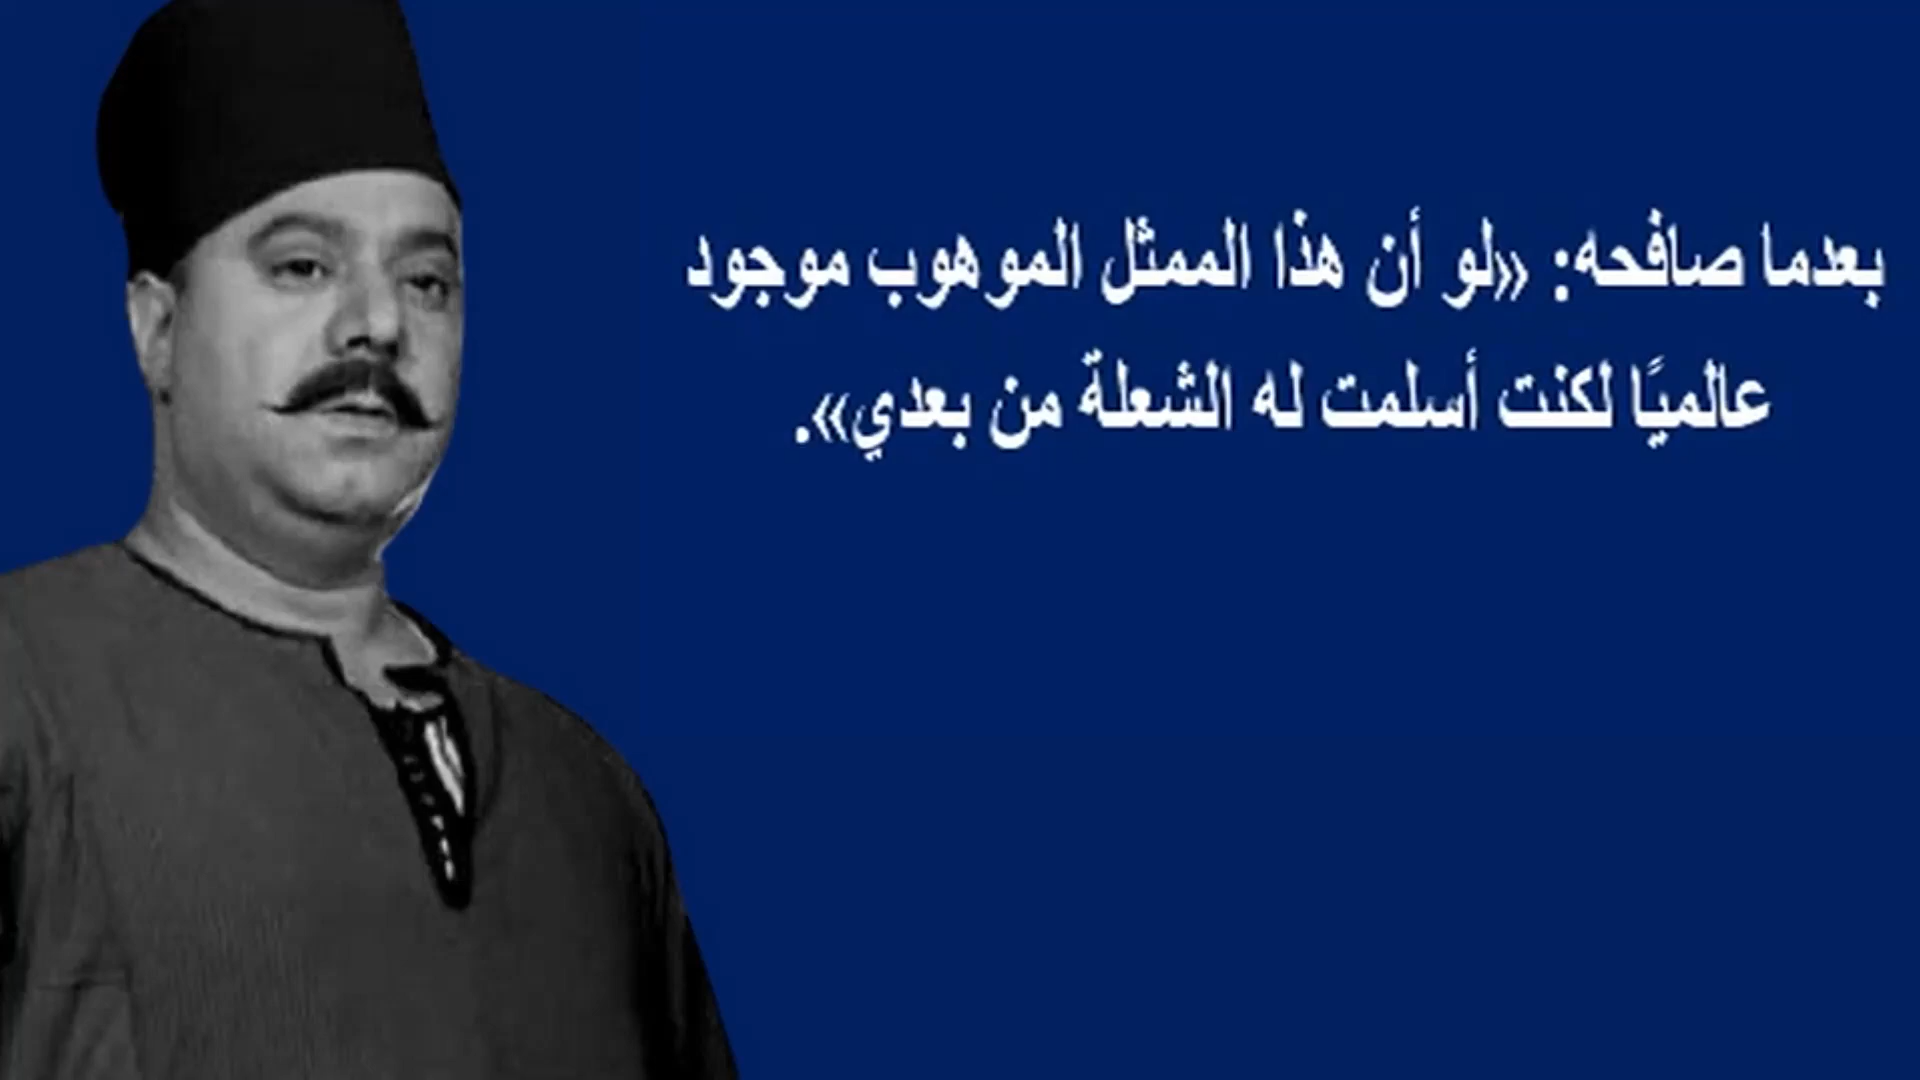 بعدما صافحه: «لو أن هذا الممثل الموهوب موجود
عالميًا لكنت أسلمت له الشعلة من بعدي».